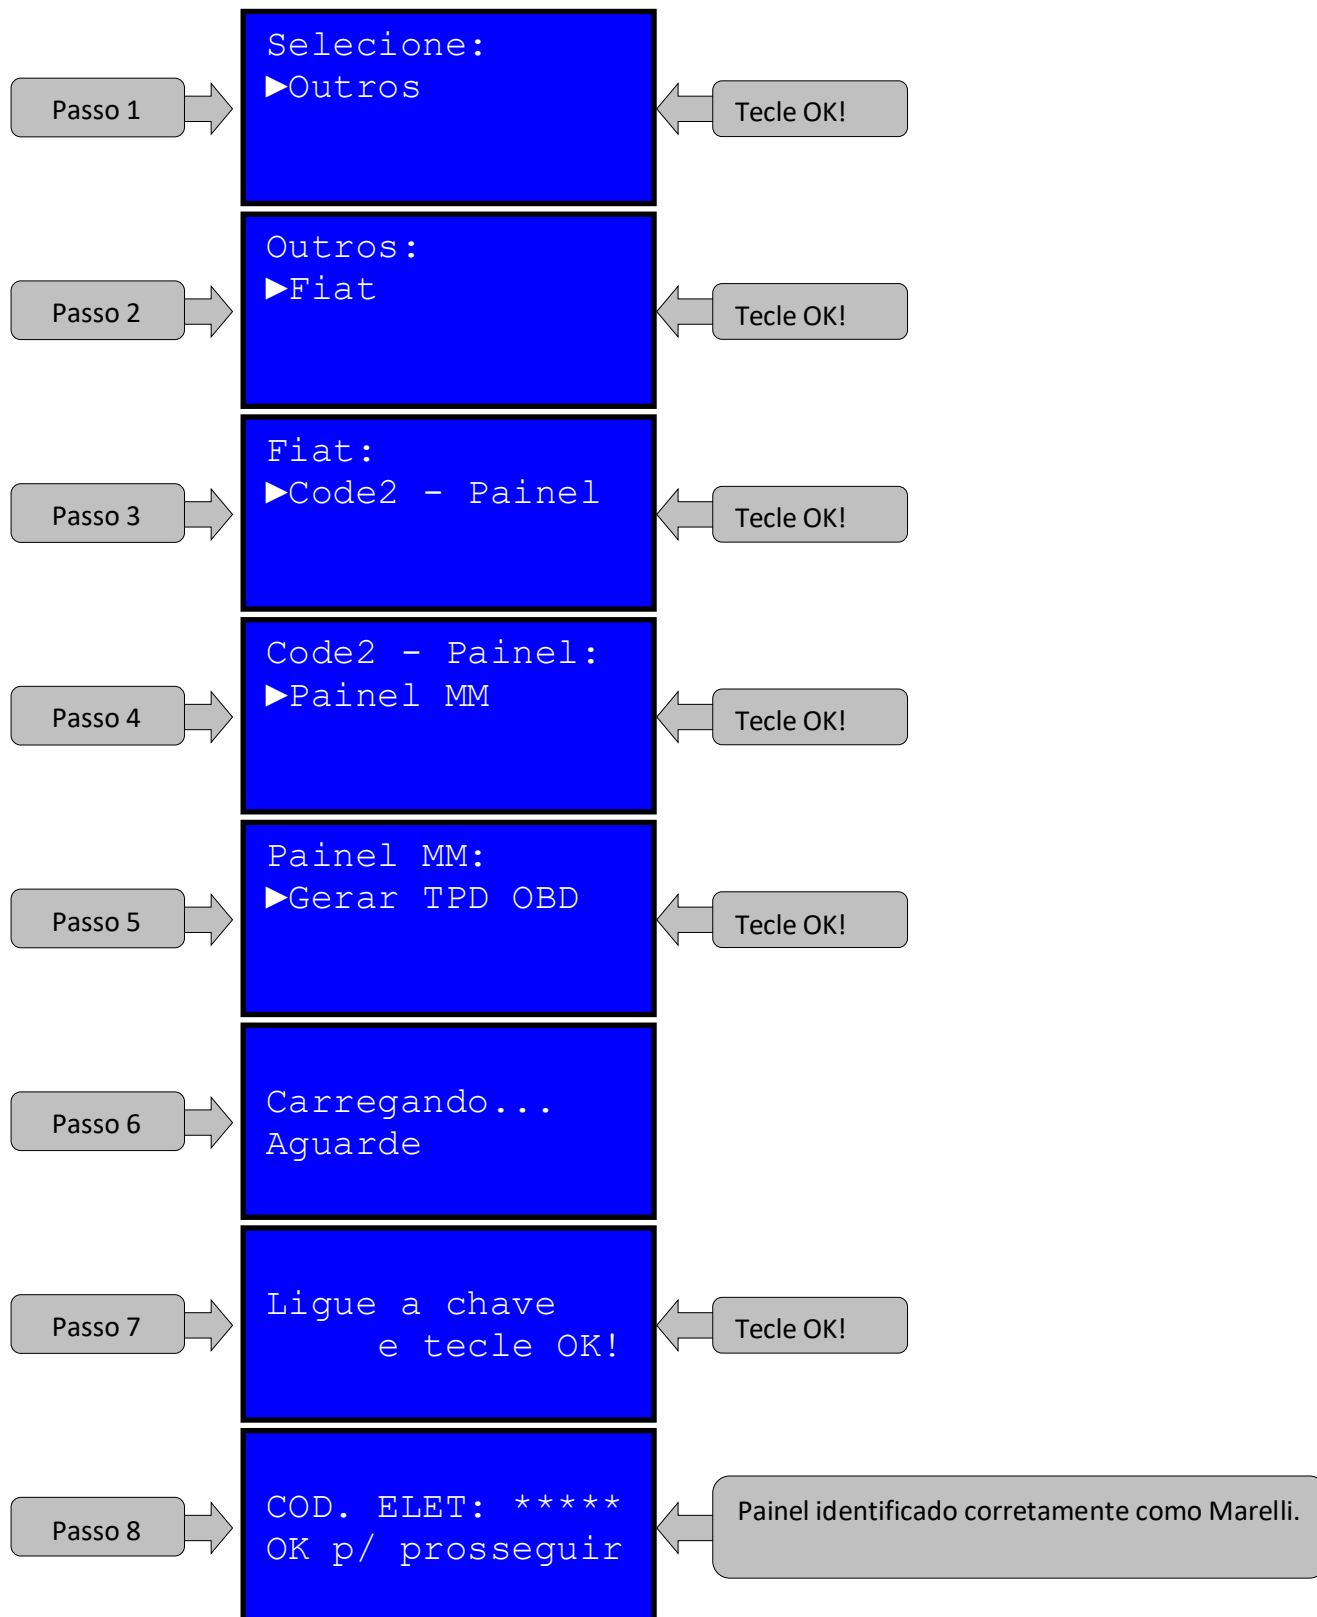 Passo 1
Selecione:
►Outros
Tecle OK!
Passo 2
Outros:
►Fiat
Tecle OK!
Passo 3
Fiat:
►Code2 - Painel
Tecle OK!
Passo 4
Code2 - Painel:
►Painel MM
Tecle OK!
Passo 5
Painel MM:
►Gerar TPD OBD
Tecle OK!
Passo 6
Carregando...
Aguarde
Passo 7
Ligue a chave
e tecle OK!
Tecle OK!
Passo 8
COD. ELET: *****
OK p/ prosseguir
Painel identificado corretamente como Marelli.